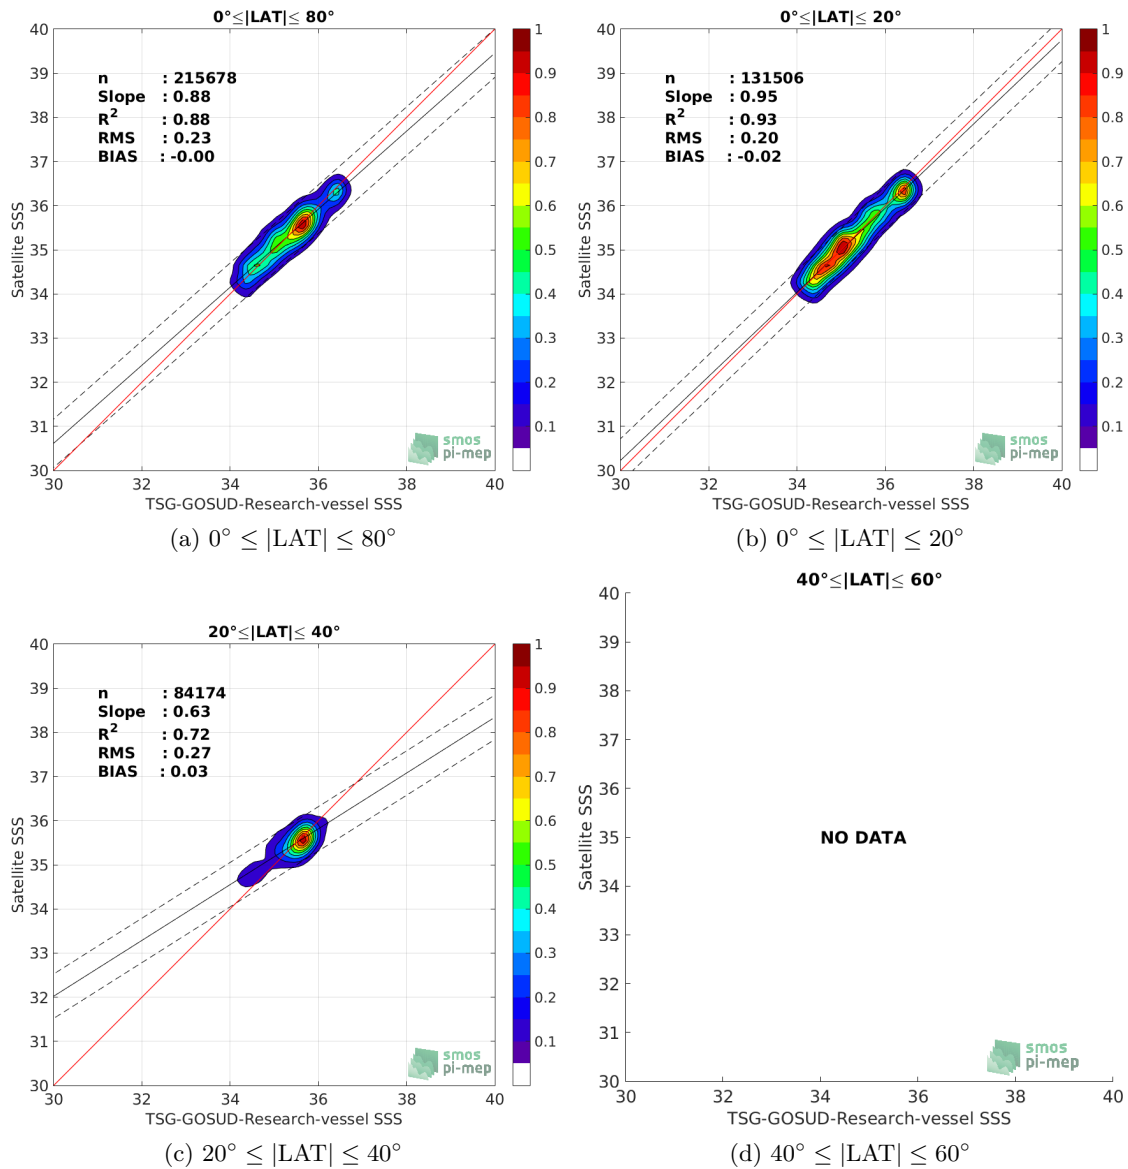 0°≤|LAT|≤ 80°
n : 215678
Slope : 0.88
R² : 0.88
RMS : 0.23
BIAS : -0.00
Satellite SSS
40
39
38
37
36
35
34
33
32
31
30
30 32 34 36 38 40
TSG-GOSUD-Research-vessel SSS
1
0.9
0.8
0.7
0.6
0.5
0.4
0.3
0.2
0.1
smos
pi-mep
(a) 0° ≤ |LAT| ≤ 80°
0°≤|LAT|≤ 20°
n : 131506
Slope : 0.95
R² : 0.93
RMS : 0.20
BIAS : -0.02
Satellite SSS
40
39
38
37
36
35
34
33
32
31
30
30 32 34 36 38 40
TSG-GOSUD-Research-vessel SSS
1
0.9
0.8
0.7
0.6
0.5
0.4
0.3
0.2
0.1
smos
pi-mep
(b) 0° ≤ |LAT| ≤ 20°
20°≤|LAT|≤ 40°
n : 84174
Slope : 0.63
R² : 0.72
RMS : 0.27
BIAS : 0.03
Satellite SSS
40
39
38
37
36
35
34
33
32
31
30
30 32 34 36 38 40
TSG-GOSUD-Research-vessel SSS
1
0.9
0.8
0.7
0.6
0.5
0.4
0.3
0.2
0.1
smos
pi-mep
(c) 20° ≤ |LAT| ≤ 40°
40°≤|LAT|≤ 60°
NO DATA
Satellite SSS
40
39
38
37
36
35
34
33
32
31
30
30 32 34 36 38 40
TSG-GOSUD-Research-vessel SSS
smos
pi-mep
(d) 40° ≤ |LAT| ≤ 60°